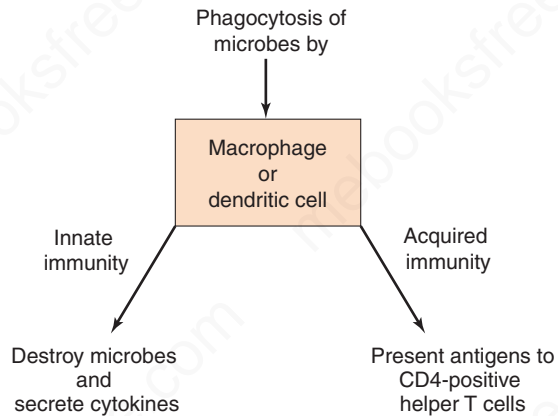 Phagocytosis of
microbes by
Macrophage
or
dendritic cell
Innate
immunity
Acquired
immunity
Destroy microbes
and
secrete cytokines
Present antigens to
CD4-positive
helper T cells